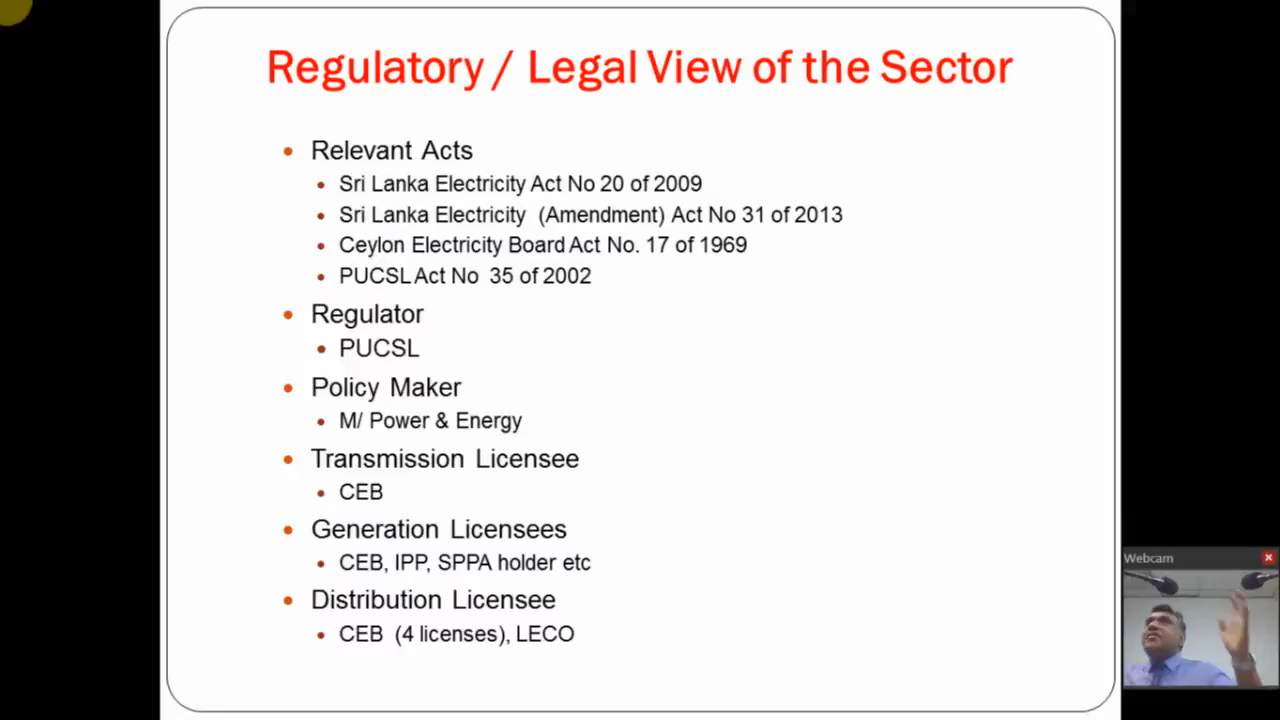 Regulatory / Legal View of the Sector
• Relevant Acts
• Sri Lanka Electricity Act No 20 of 2009
• Sri Lanka Electricity (Amendment) Act No 31 of 2013
• Ceylon Electricity Board Act No. 17 of 1969
• PUCSL Act No 35 of 2002
• Regulator
• PUCSL
• Policy Maker
• M/ Power & Energy
• Transmission Licensee
• CEB
• Generation Licensees
• CEB, IPP, SPPA holder etc
• Distribution Licensee
• CEB (4 licenses), LECO
Webcam